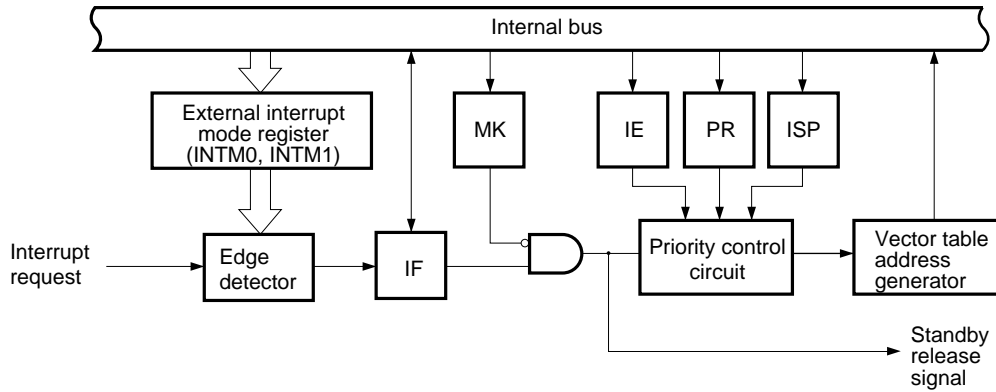 Internal bus
External interrupt
mode register
(INTM0, INTM1)
MK
IE
PR
ISP
Interrupt
request
Edge
detector
IF
Priority control
circuit
Vector table
address
generator
Standby
release
signal